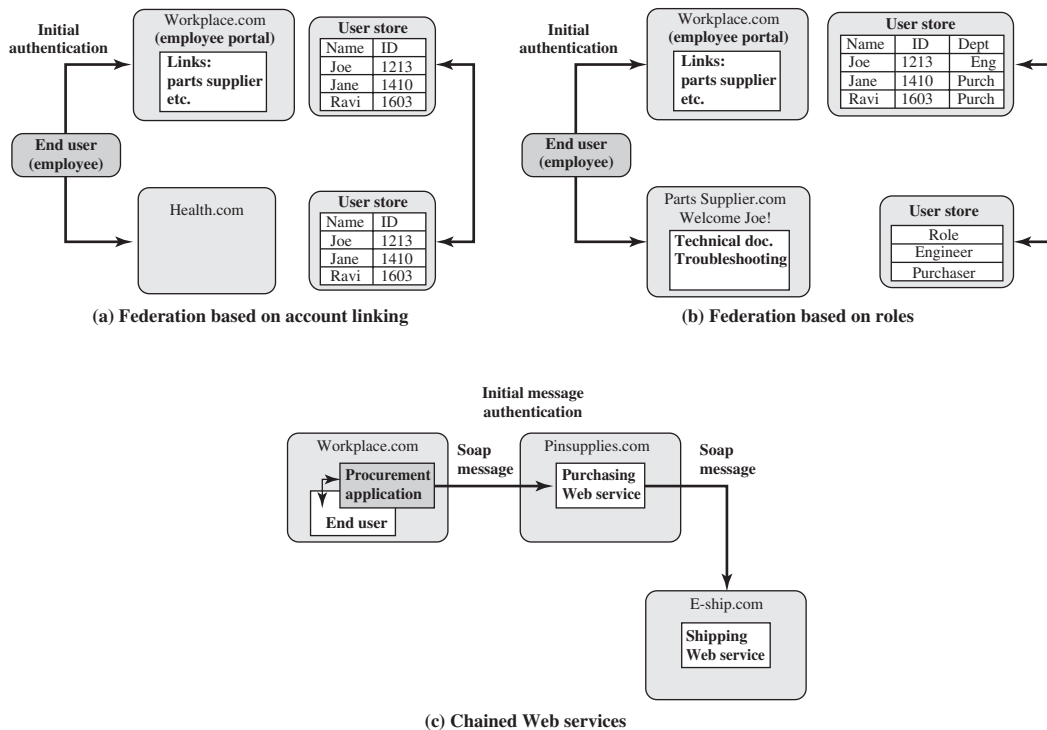 Initial
authentication
Workplace.com
(employee portal)
Links:
parts supplier
etc.
User store
Name ID
Joe 1213
Jane 1410
Ravi 1603
End user
(employee)
Health.com
User store
Name ID
Joe 1213
Jane 1410
Ravi 1603
(a) Federation based on account linking
Initial
authentication
Workplace.com
(employee portal)
Links:
parts supplier
etc.
User store
Name ID Dept
Joe 1213 Eng
Jane 1410 Purch
Ravi 1603 Purch
End user
(employee)
Parts Supplier.com
Welcome Joe!
Technical doc.
Troubleshooting
User store
Role
Engineer
Purchaser
(b) Federation based on roles
Initial message
authentication
Workplace.com
Procurement
application
End user
Soap
message
Pinsupplies.com
Purchasing
Web service
Soap
message
E-ship.com
Shipping
Web service
(c) Chained Web services